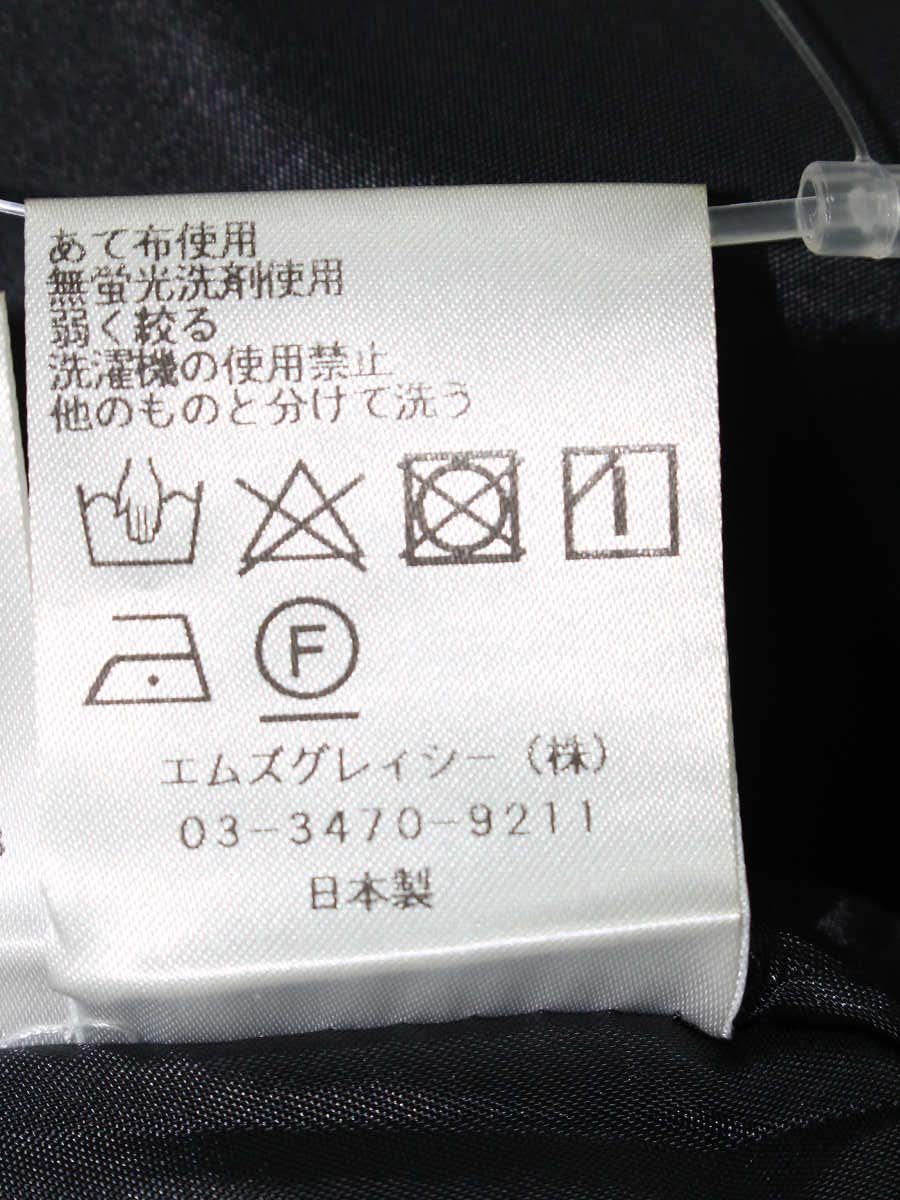 あて布使用
無蛍光洗剤使用
弱く絞る
洗濯機の使用禁止
他のものと分けて洗う
F
エムズグレイシー(株)
03-3470-9211
日本製